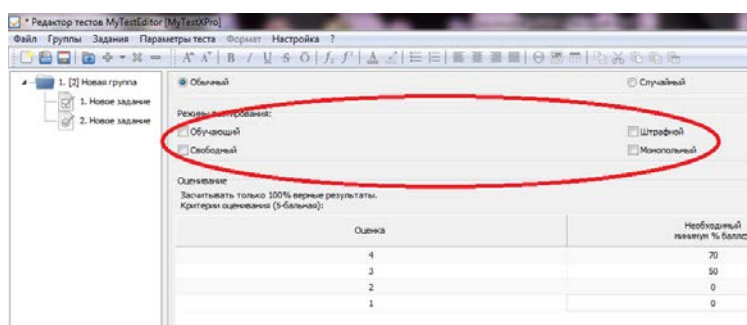 * Редактор тестов MyTestEditor [MyTestXPro]
Файл Группы Задания Параметры теста Формат Настройка ?
1. [2] Новая группа
1. Новое задание
2. Новое задание
Обычный Случайный
Режимы тестирования:
Обучающий Штрафной
Свободный Монопольный
Оценивание
Засчитывать только 100% верные результаты.
Критерии оценивания (5-бальная):
Оценка Необходимый
минимум % балло
4 70
3 50
2 0
1 0